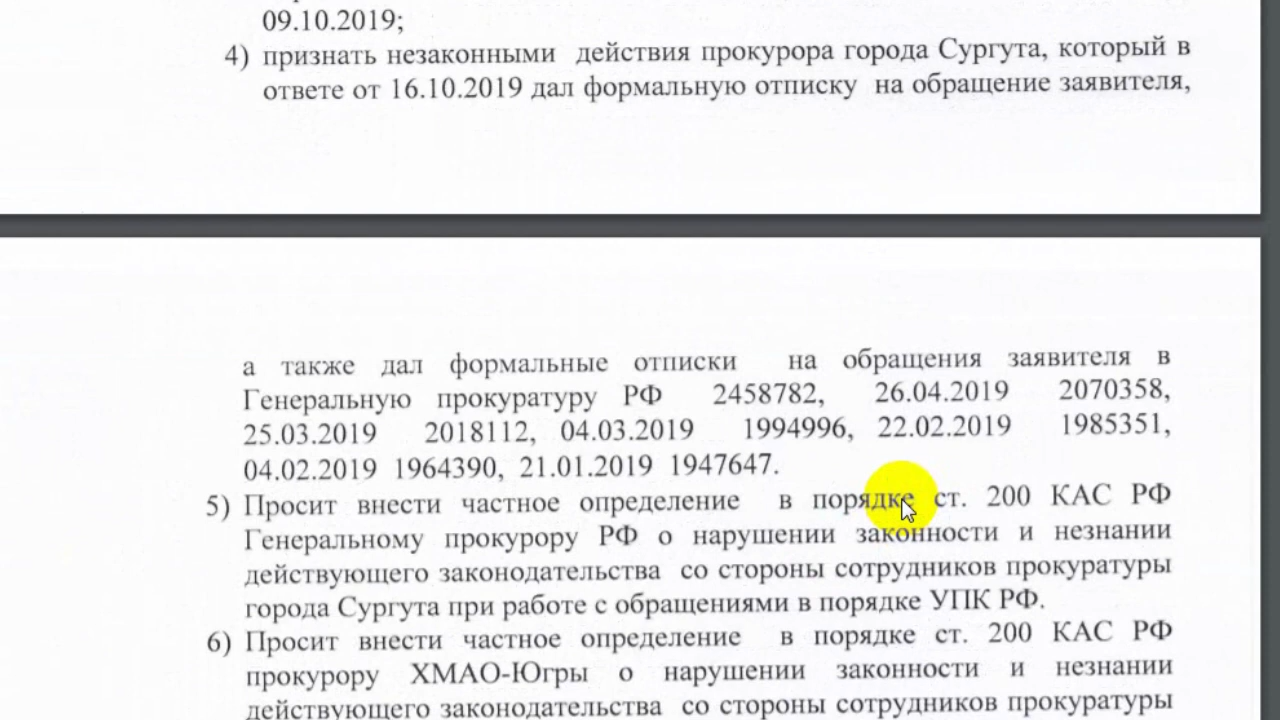 09.10.2019;
4) признать незаконными действия прокурора города Сургута, который в
ответе от 16.10.2019 дал формальную отписку на обращение заявителя,
а также дал формальные отписки на обращения заявителя в
Генеральную прокуратуру РФ 2458782, 26.04.2019 2070358,
25.03.2019 2018112, 04.03.2019 1994996, 22.02.2019 1985351,
04.02.2019 1964390, 21.01.2019 1947647.
5) Просит внести частное определение в порядке ст. 200 КАС РФ
Генеральному прокурору РФ о нарушении законности и незнании
действующего законодательства со стороны сотрудников прокуратуры
города Сургута при работе с обращениями в порядке УПК РФ.
6) Просит внести частное определение в порядке ст. 200 КАС РФ
прокурору ХМАО-Югры о нарушении законности и незнании
действующего законодательства со стороны сотрудников прокуратуры